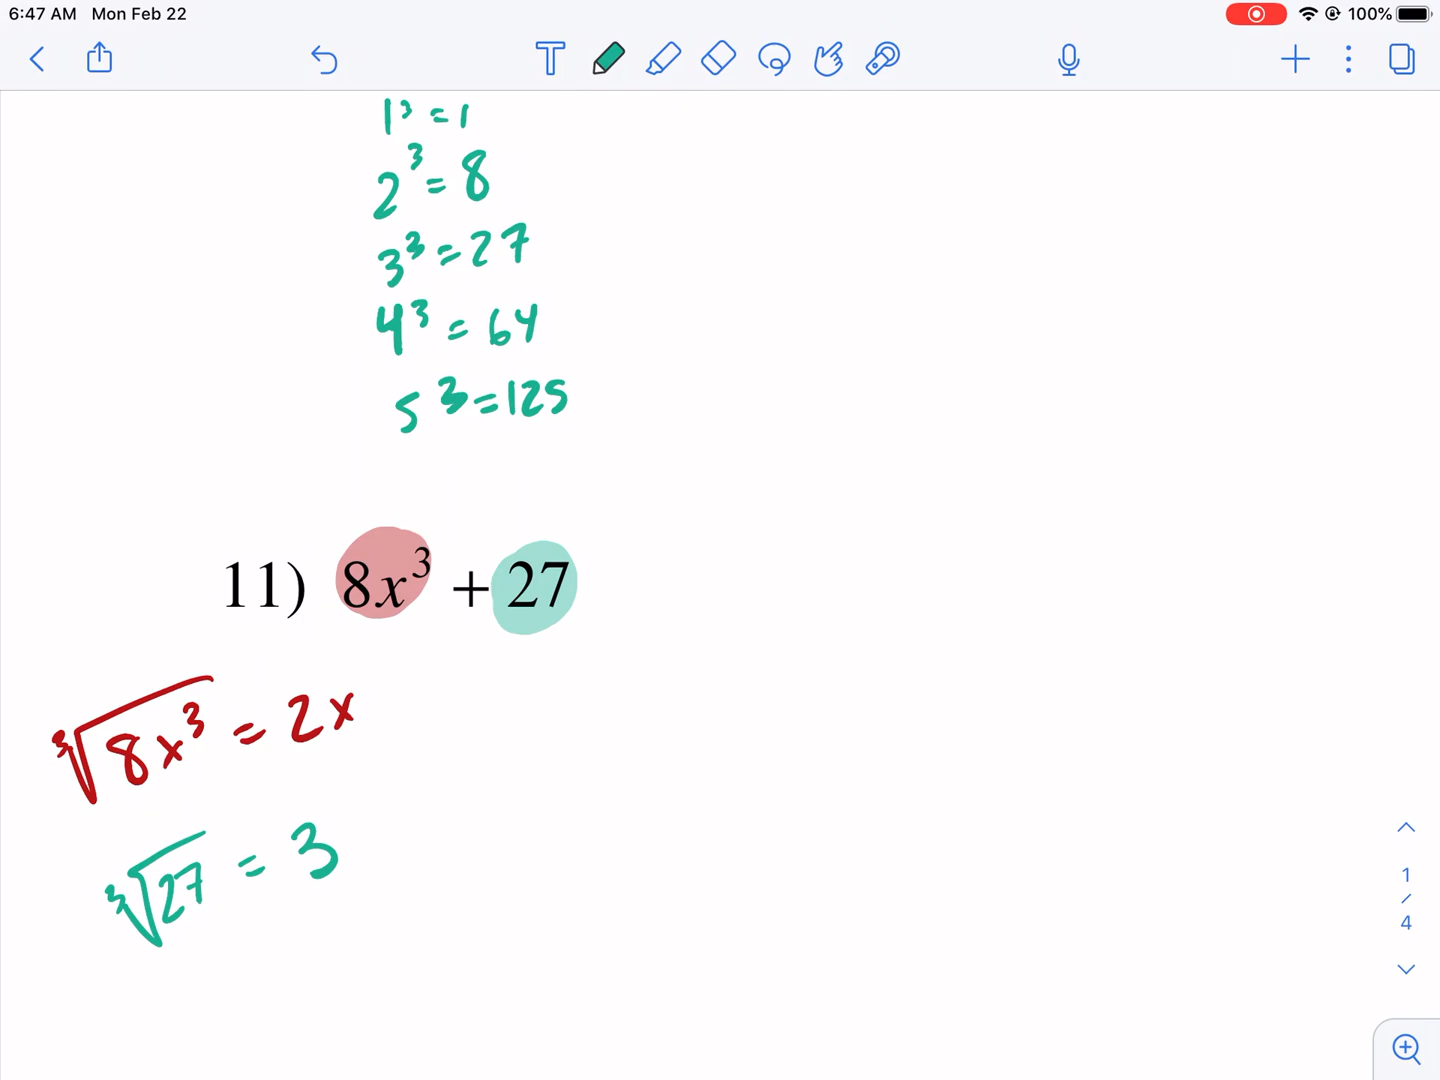 6:47 AM Mon Feb 22 100%
1³ = 1
2³ = 8
3³ = 27
4³ = 64
5³ = 125
11) 8x³ + 27
∛8x³ = 2x
∛27 = 3
1
/
4